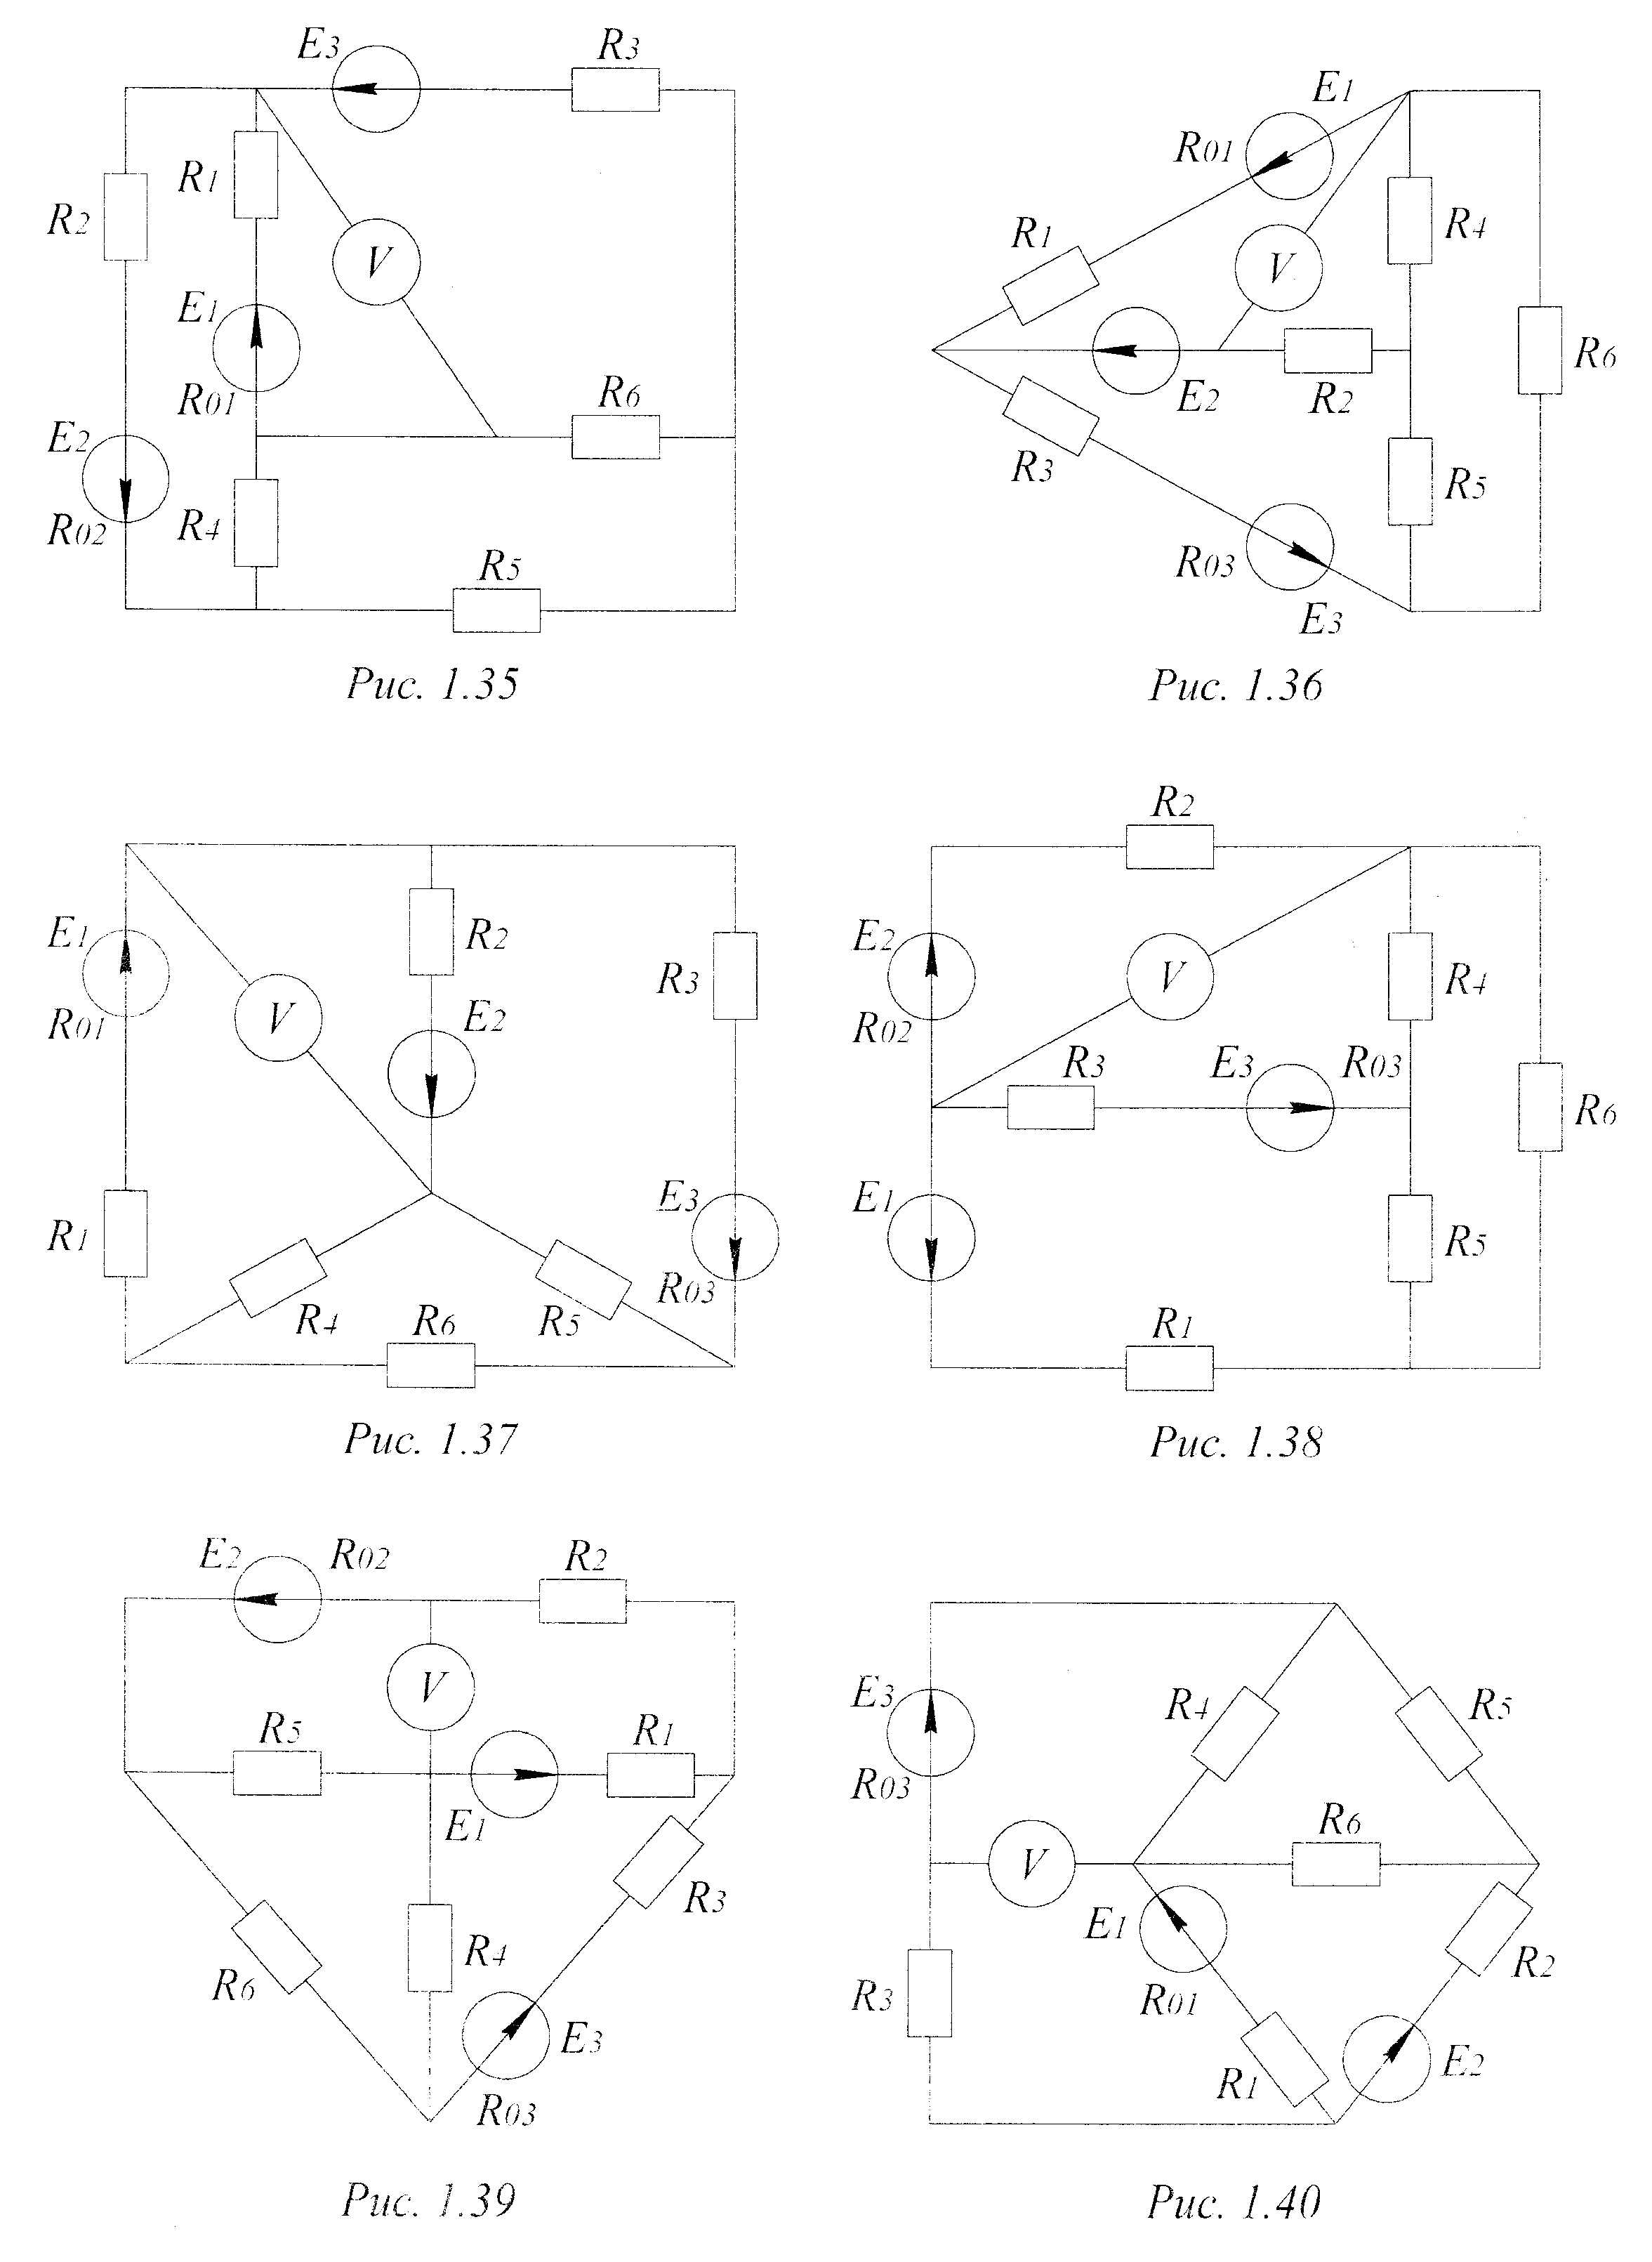 E3
R3
R1
R2
V
E1
R01
R6
E2
R02
R4
R5
Рис. 1.35
E1
R01
R4
R1
V
R6
E2
R2
R3
R5
R03
E3
Рис. 1.36
E1
R01
R2
R3
V
E2
E3
R03
R1
R4
R6
R5
Рис. 1.37
R2
E2
R02
V
R4
R3
E3
R03
R6
E1
R5
R1
Рис. 1.38
E2
R02
R2
V
R5
R1
E1
R3
R4
R6
E3
R03
Рис. 1.39
E3
R03
R4
R5
R6
V
E1
R01
R2
R3
R1
E2
Рис. 1.40